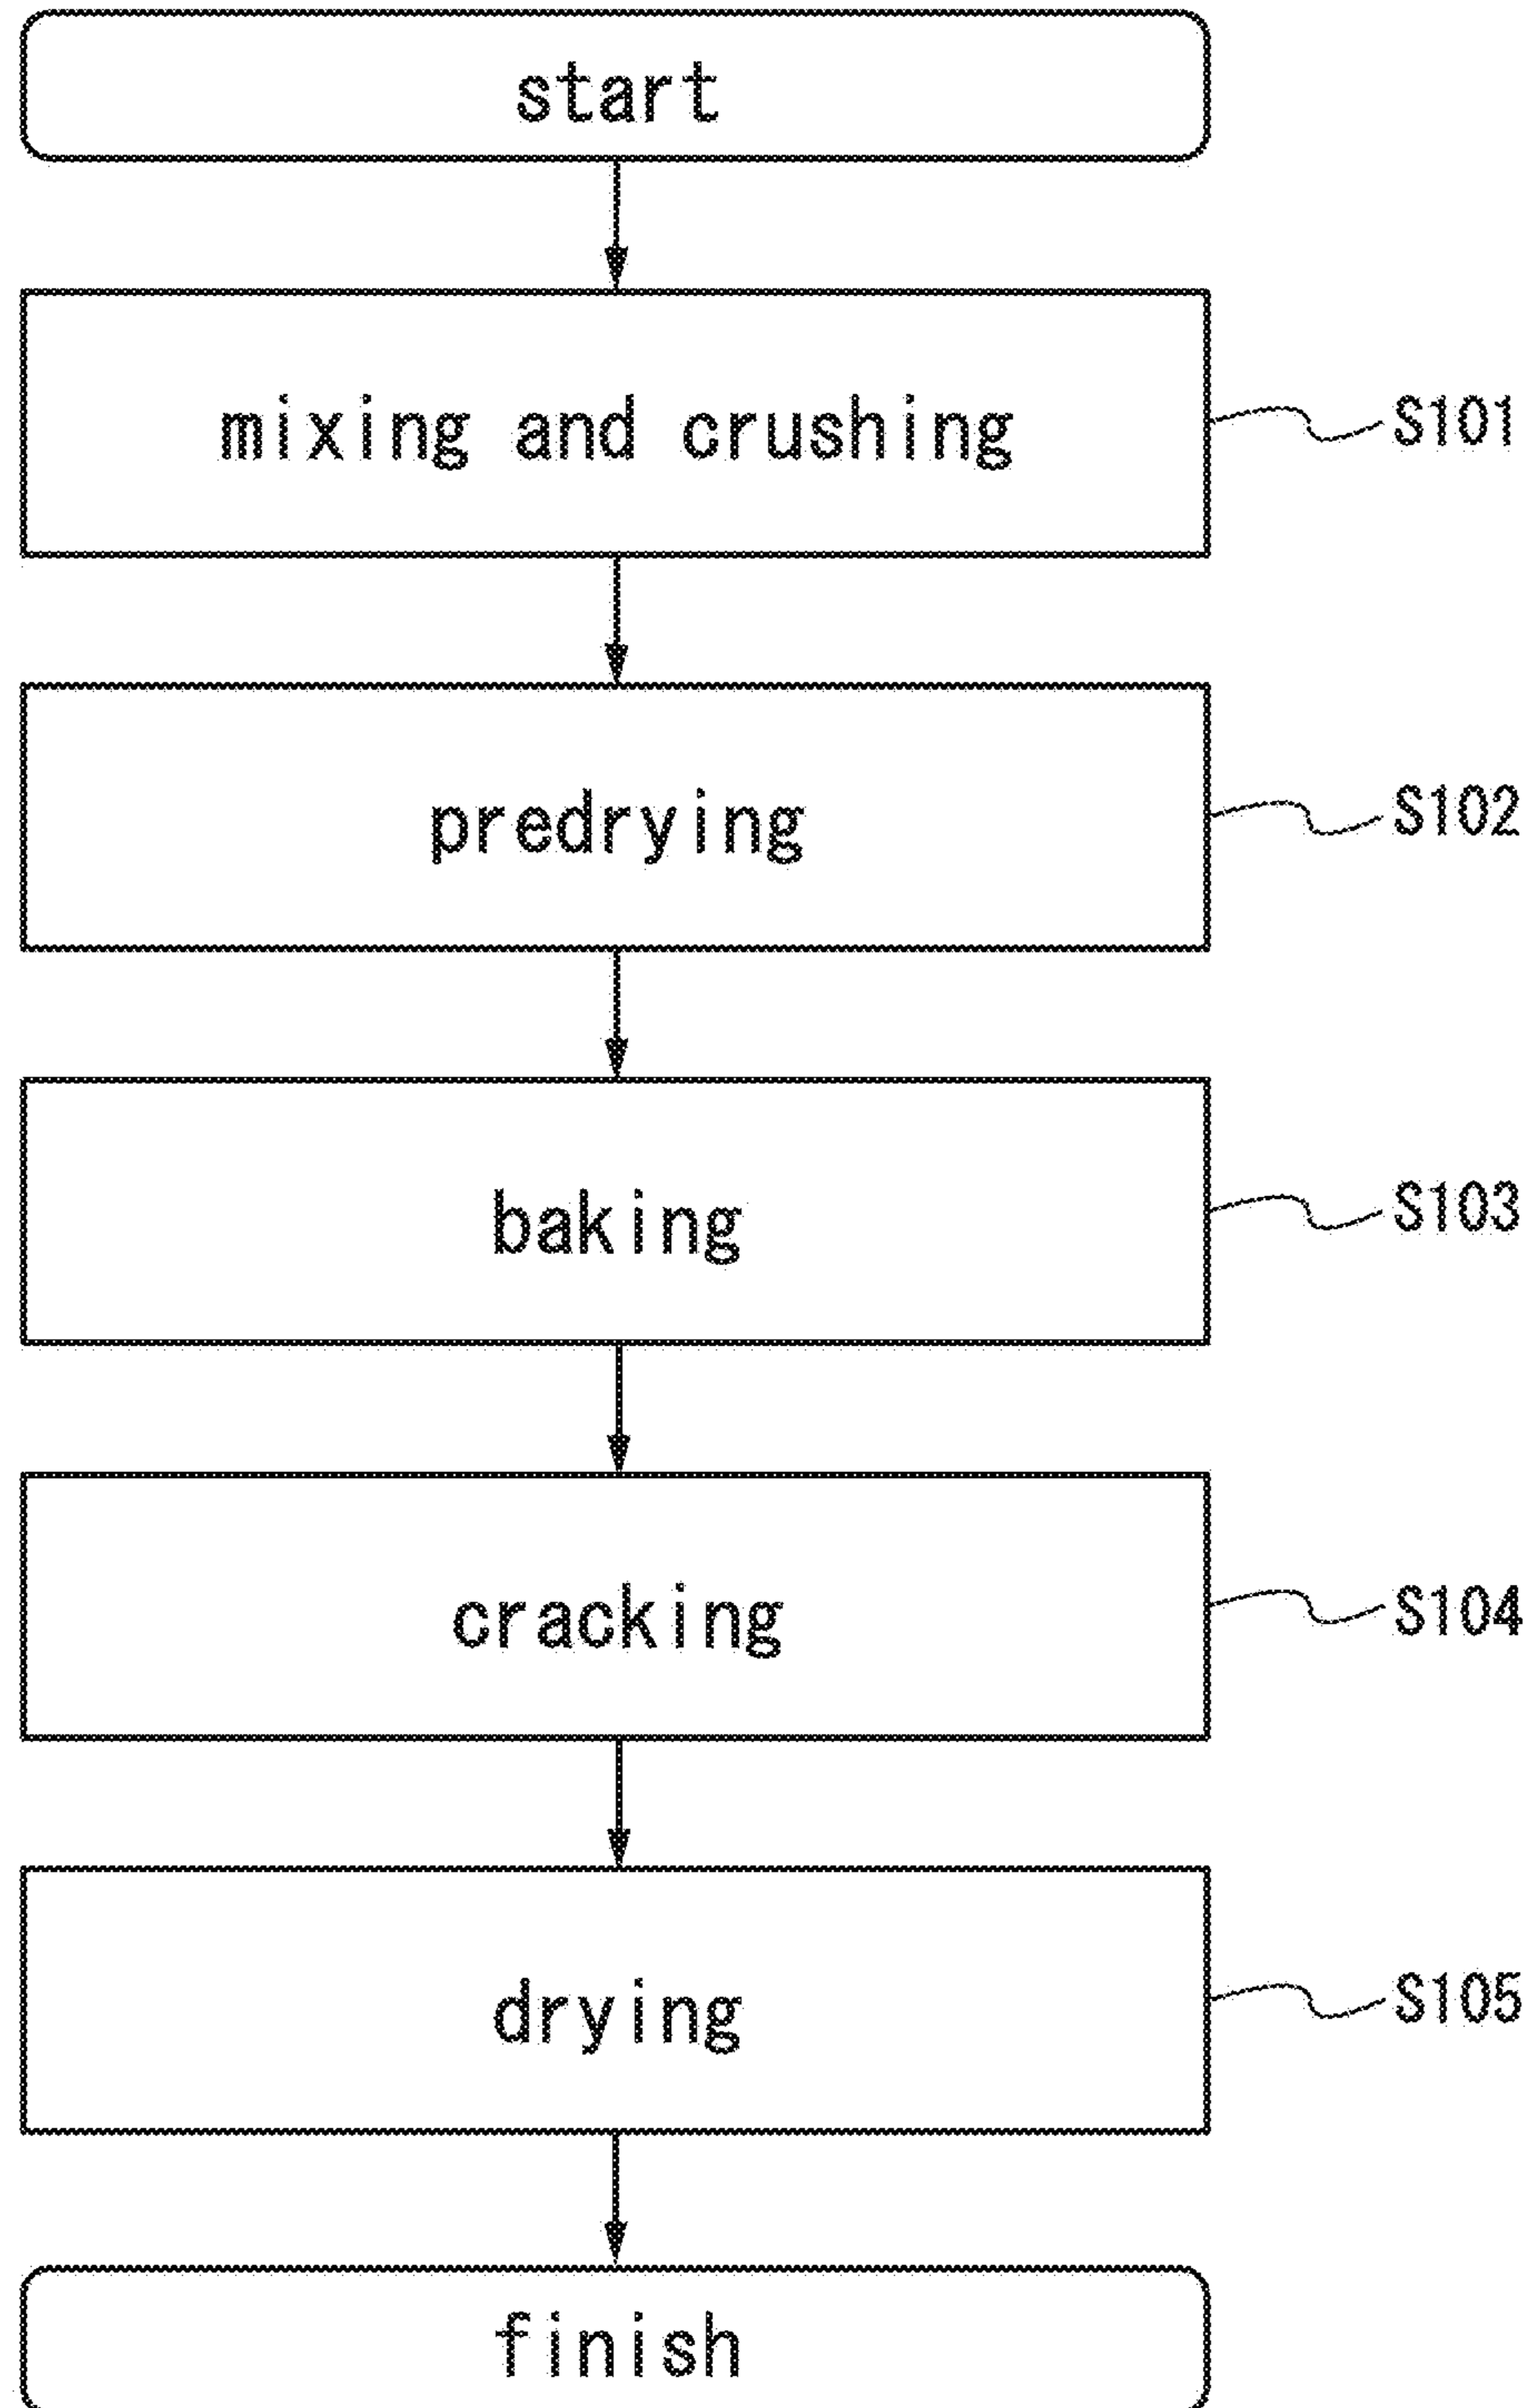 start
mixing and crushing
S101
predrying
S102
baking
S103
cracking
S104
drying
S105
finish